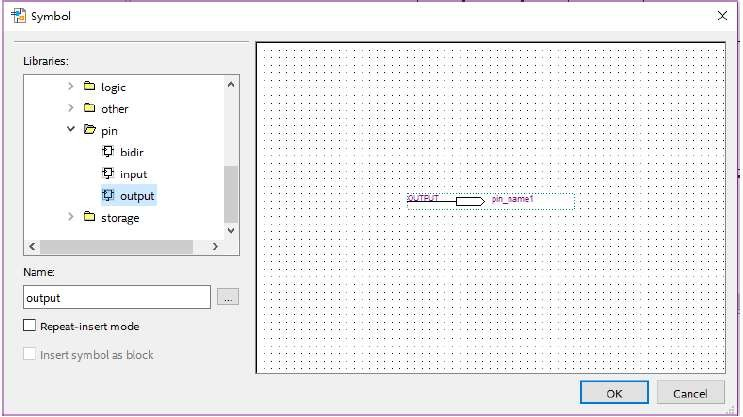 Symbol
Libraries:
logic
other
pin
bidir
input
output
storage
Name:
output
...
Repeat-insert mode
Insert symbol as block
OUTPUT
pin_name1
OK
Cancel